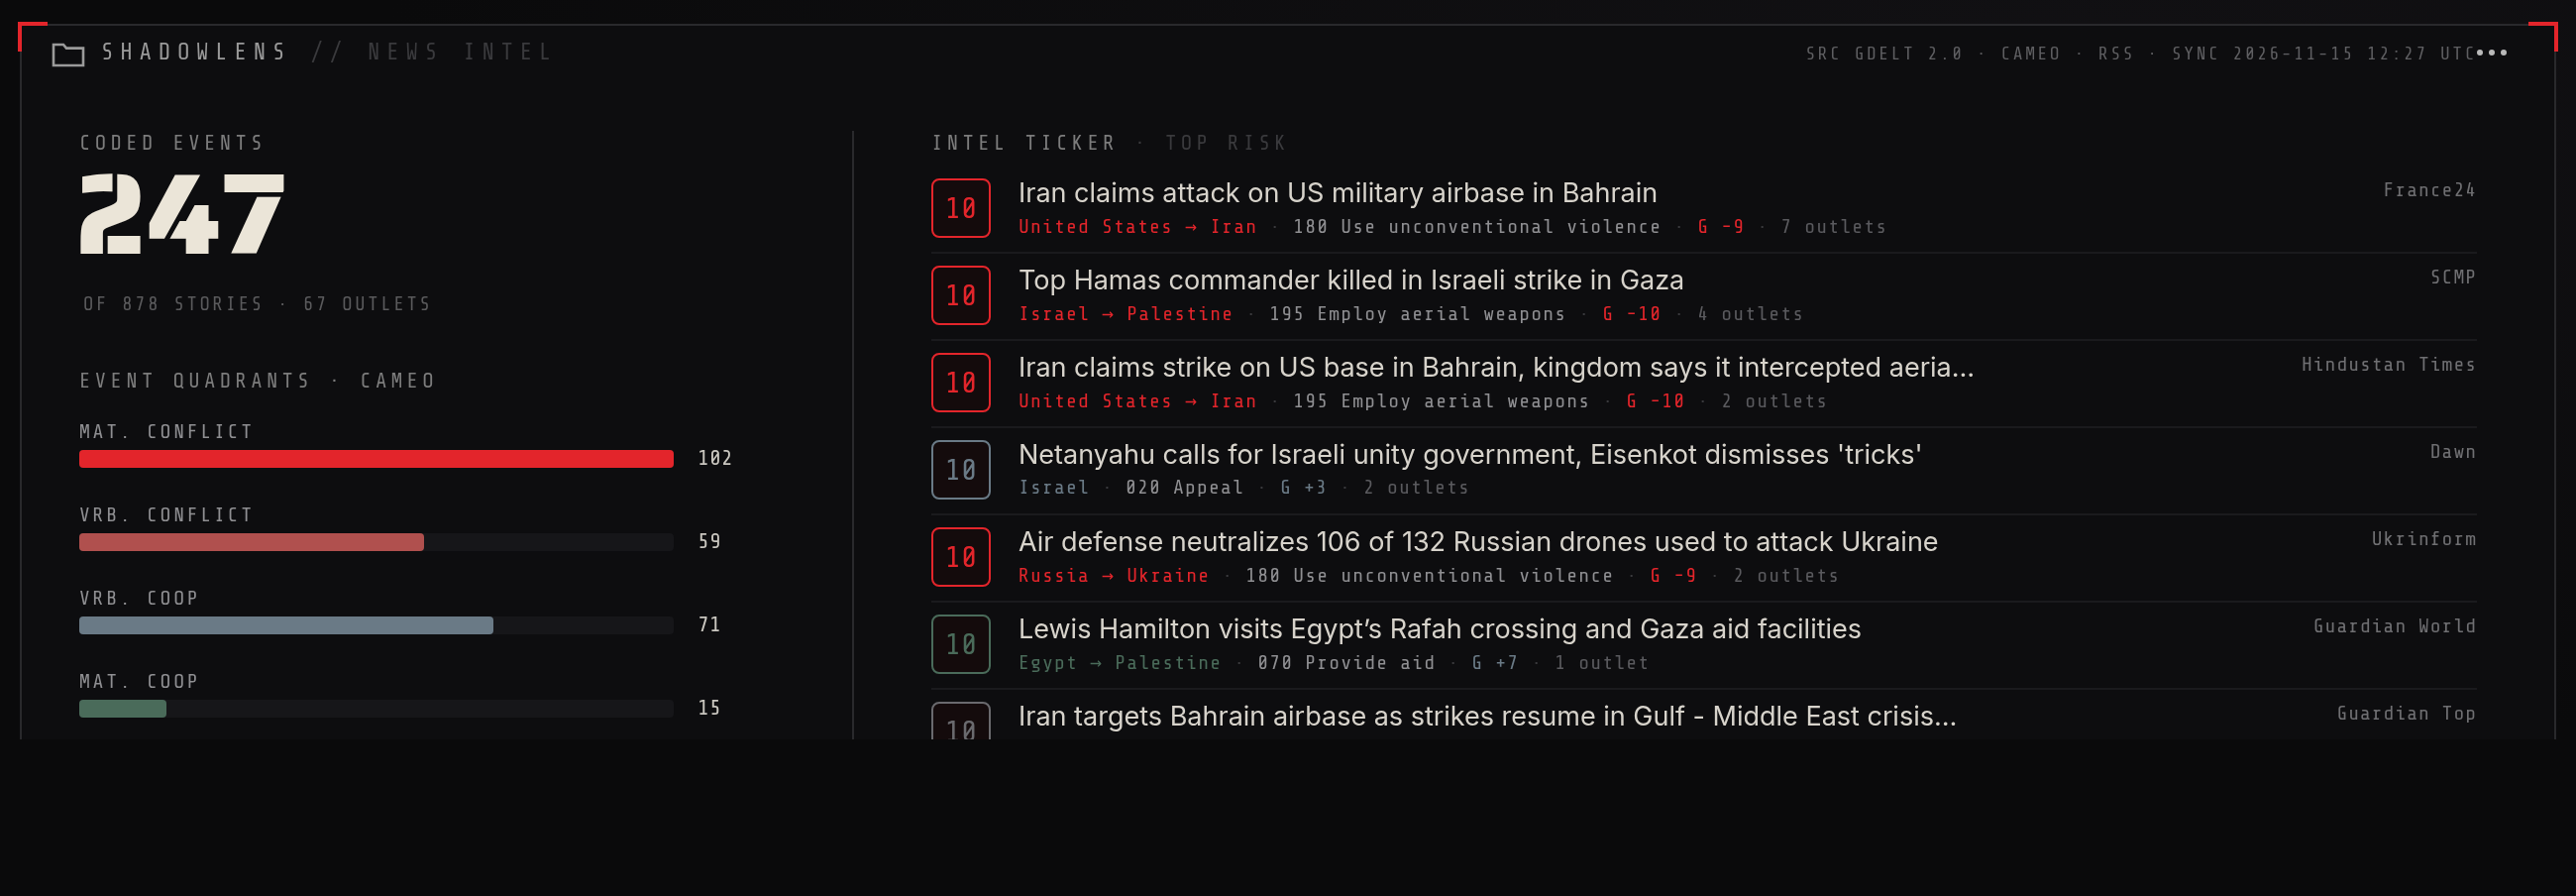 SHADOWLENS // NEWS INTEL
SRC GDELT 2.0 · CAMEO · RSS · SYNC 2026-11-15 12:27 UTC
CODED EVENTS
247
OF 878 STORIES · 67 OUTLETS
EVENT QUADRANTS · CAMEO
MAT. CONFLICT
102
VRB. CONFLICT
59
VRB. COOP
71
MAT. COOP
15
INTEL TICKER · TOP RISK
10
Iran claims attack on US military airbase in Bahrain
France24
United States → Iran · 180 Use unconventional violence · G -9 · 7 outlets
10
Top Hamas commander killed in Israeli strike in Gaza
SCMP
Israel → Palestine · 195 Employ aerial weapons · G -10 · 4 outlets
10
Iran claims strike on US base in Bahrain, kingdom says it intercepted aeria...
Hindustan Times
United States → Iran · 195 Employ aerial weapons · G -10 · 2 outlets
10
Netanyahu calls for Israeli unity government, Eisenkot dismisses 'tricks'
Dawn
Israel · 020 Appeal · G +3 · 2 outlets
10
Air defense neutralizes 106 of 132 Russian drones used to attack Ukraine
Ukrinform
Russia → Ukraine · 180 Use unconventional violence · G -9 · 2 outlets
10
Lewis Hamilton visits Egypt’s Rafah crossing and Gaza aid facilities
Guardian World
Egypt → Palestine · 070 Provide aid · G +7 · 1 outlet
10
Iran targets Bahrain airbase as strikes resume in Gulf - Middle East crisis...
Guardian Top